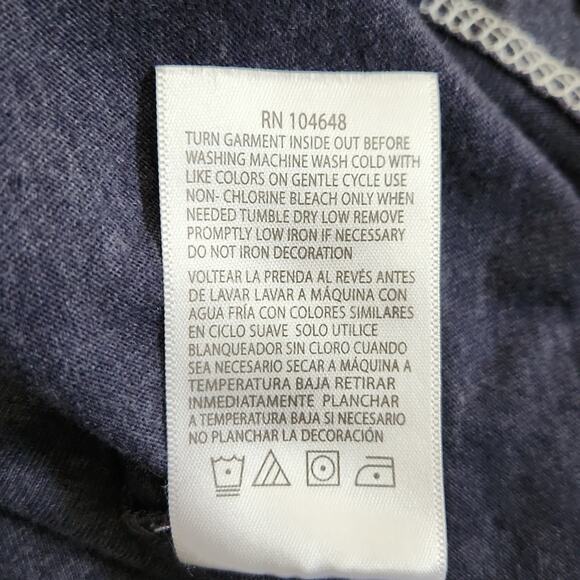 RN 104648
TURN GARMENT INSIDE OUT BEFORE
WASHING MACHINE WASH COLD WITH
LIKE COLORS ON GENTLE CYCLE USE
NON- CHLORINE BLEACH ONLY WHEN
NEEDED TUMBLE DRY LOW REMOVE
PROMPTLY LOW IRON IF NECESSARY
DO NOT IRON DECORATION
VOLTEAR LA PRENDA AL REVÉS ANTES
DE LAVAR LAVAR A MÁQUINA CON
AGUA FRÍA CON COLORES SIMILARES
EN CICLO SUAVE SOLO UTILICE
BLANQUEADOR SIN CLORO CUANDO
SEA NECESARIO SECAR A MÁQUINA A
TEMPERATURA BAJA RETIRAR
INMEDIATAMENTE PLANCHAR
A TEMPERATURA BAJA SI NECESARIO
NO PLANCHAR LA DECORACIÓN